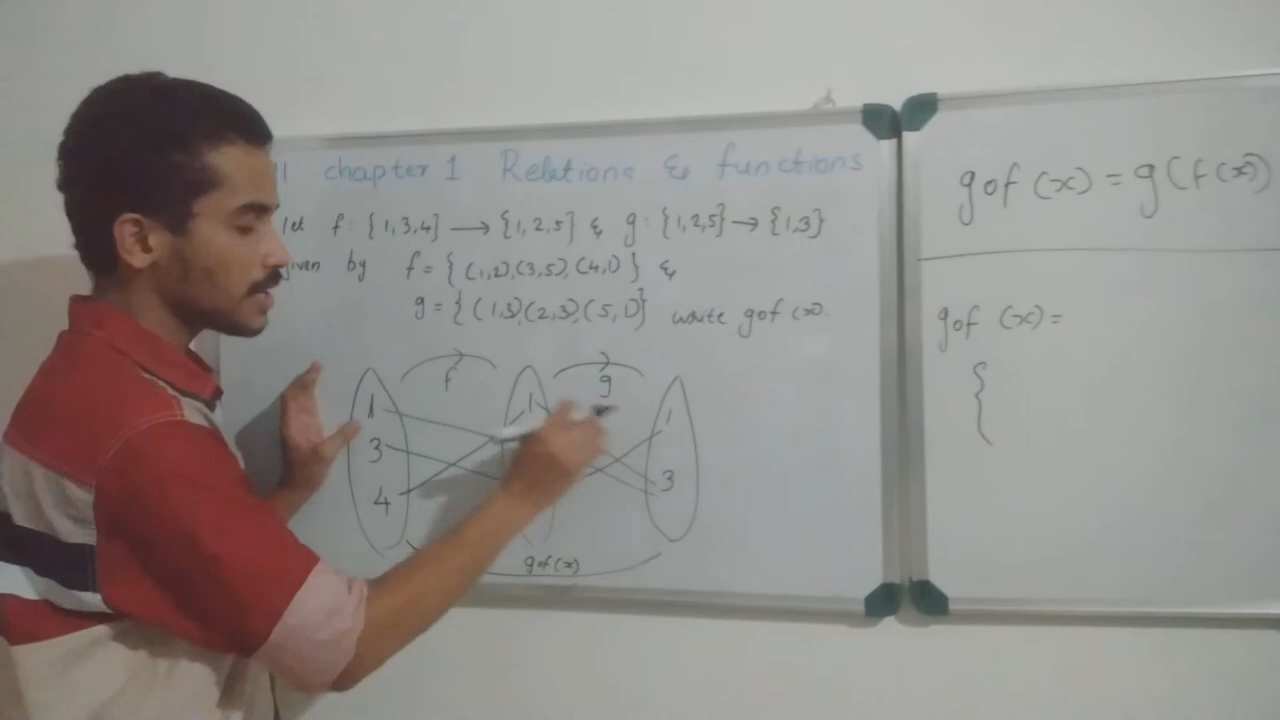 chapter 1 Relations & functions
let f: {1,3,4} → {1,2,5} & g: {1,2,5} → {1,3}
given by f = { (1,2),(3,5),(4,1) } &
g = { (1,3),(2,3),(5,1) } write gof (x).
f g
1 1 1
3 3
4
gof(x)
gof (x) = g(f(x))
gof (x) =
{